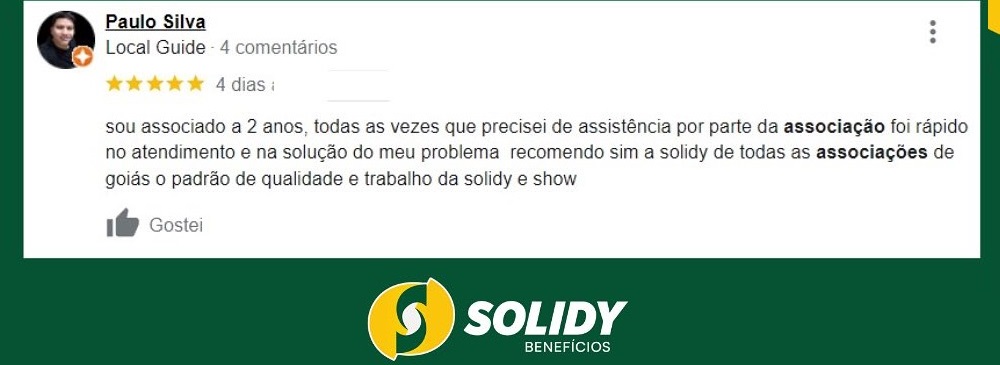 Paulo Silva
Local Guide · 4 comentários
4 dias
sou associado a 2 anos, todas as vezes que precisei de assistência por parte da associação foi rápido
no atendimento e na solução do meu problema  recomendo sim a solidy de todas as associações de
goiás o padrão de qualidade e trabalho da solidy e show
Gostei
SOLIDY
BENEFÍCIOS